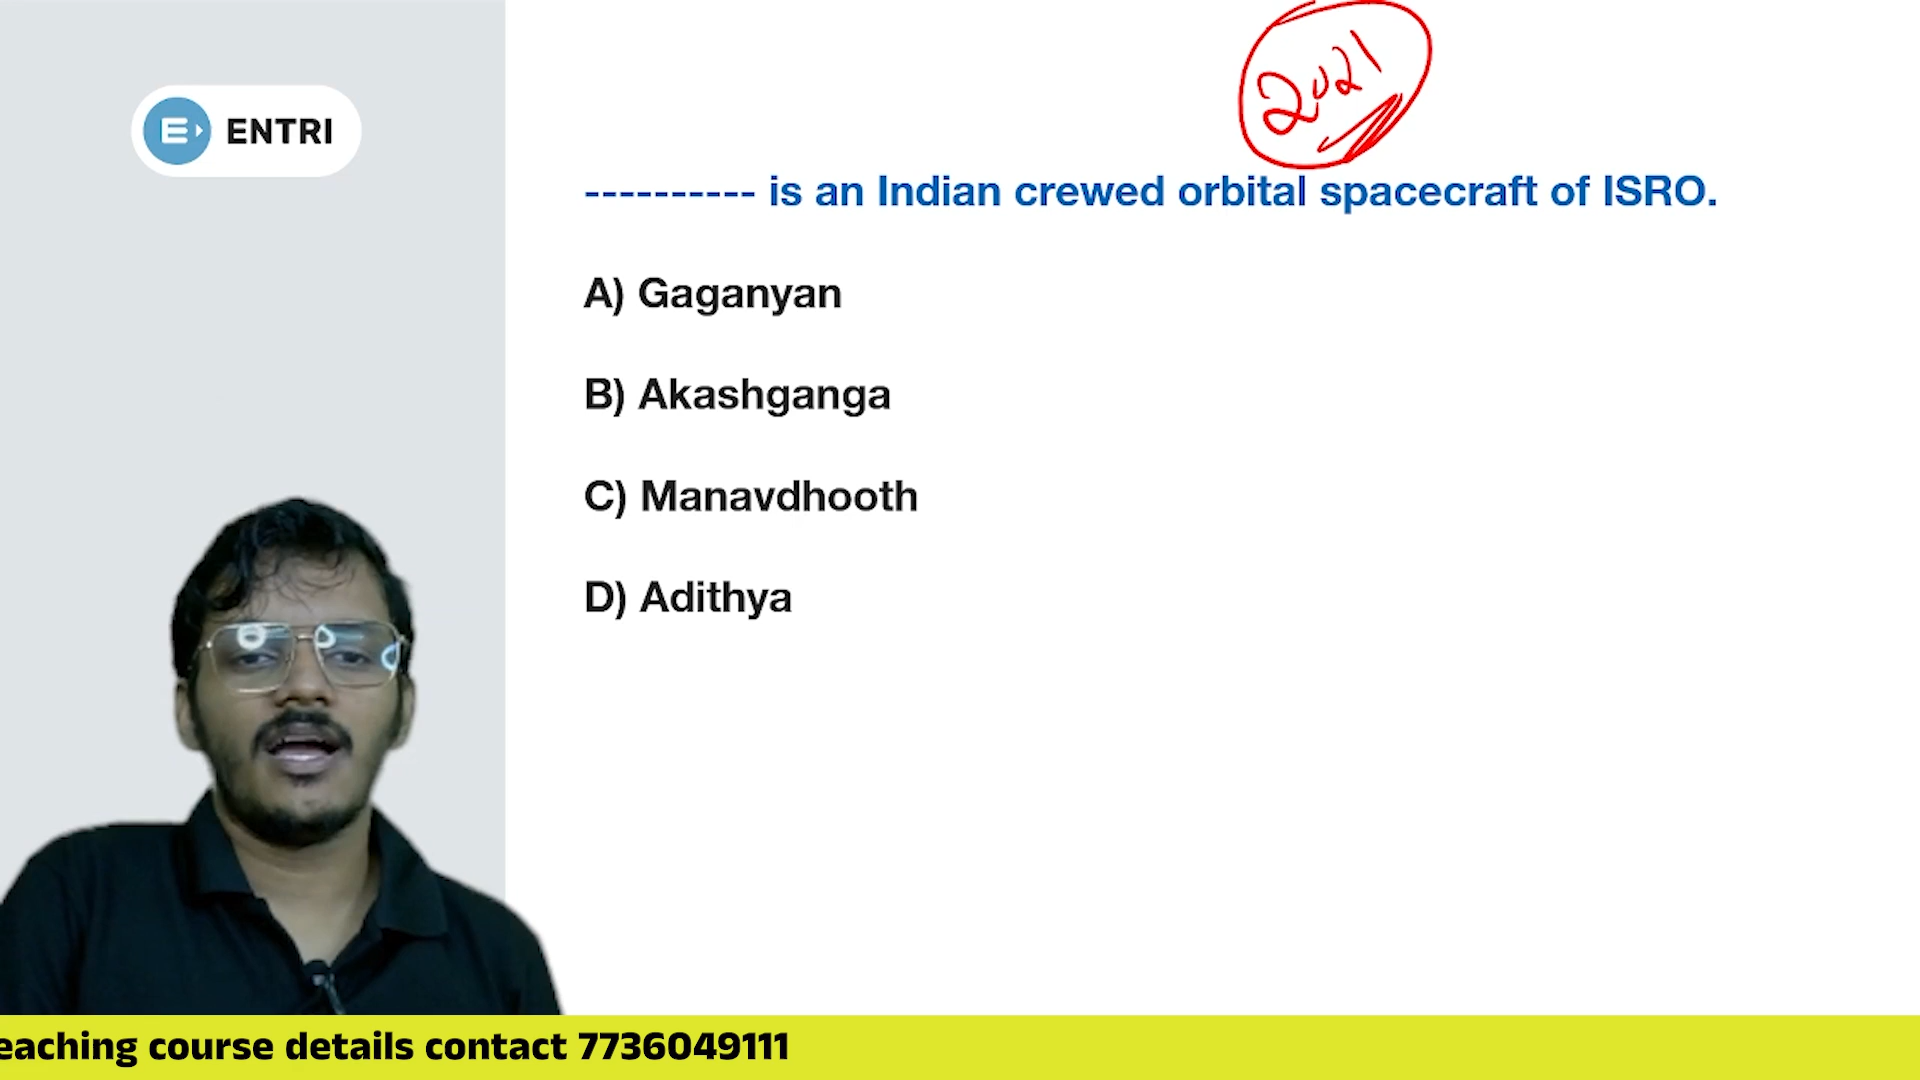 2021
ENTRI
---------- is an Indian crewed orbital spacecraft of ISRO.
A) Gaganyan
B) Akashganga
C) Manavdhooth
D) Adithya
eaching course details contact 7736049111